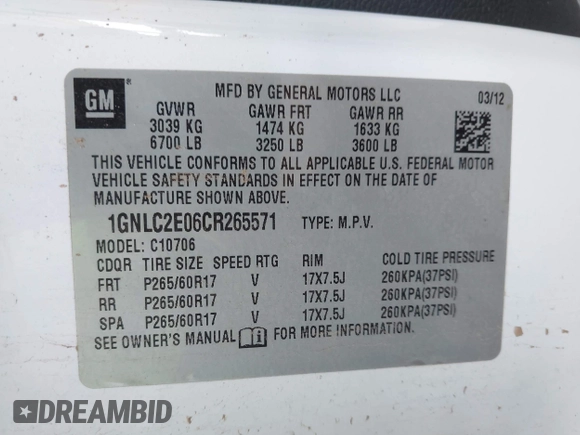 GM
MFD BY GENERAL MOTORS LLC 03/12
GVWR GAWR FRT GAWR RR
3039 KG 1474 KG 1633 KG
6700 LB 3250 LB 3600 LB
THIS VEHICLE CONFORMS TO ALL APPLICABLE U.S. FEDERAL MOTOR
VEHICLE SAFETY STANDARDS IN EFFECT ON THE DATE OF
MANUFACTURE SHOWN ABOVE.
1GNLC2E06CR265571 TYPE: M.P.V.
MODEL: C10706
CDQR TIRE SIZE SPEED RTG RIM COLD TIRE PRESSURE
FRT P265/60R17 V 17X7.5J 260KPA(37PSI)
RR P265/60R17 V 17X7.5J 260KPA(37PSI)
SPA P265/60R17 V 17X7.5J 260KPA(37PSI)
SEE OWNER'S MANUAL FOR MORE INFORMATION.
DREAMBID